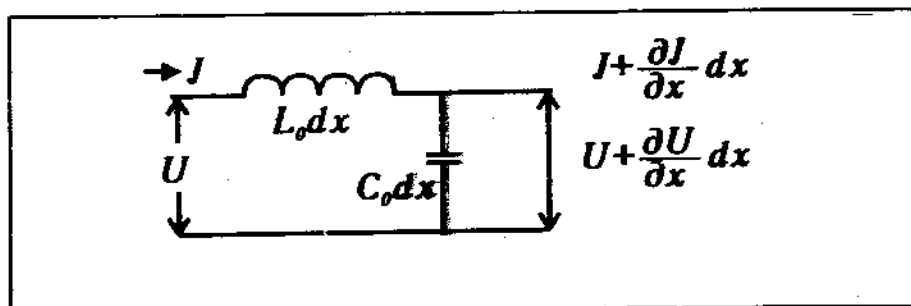 → J
L₀dx
U
C₀dx
J+∂J/∂x dx
U+∂U/∂x dx